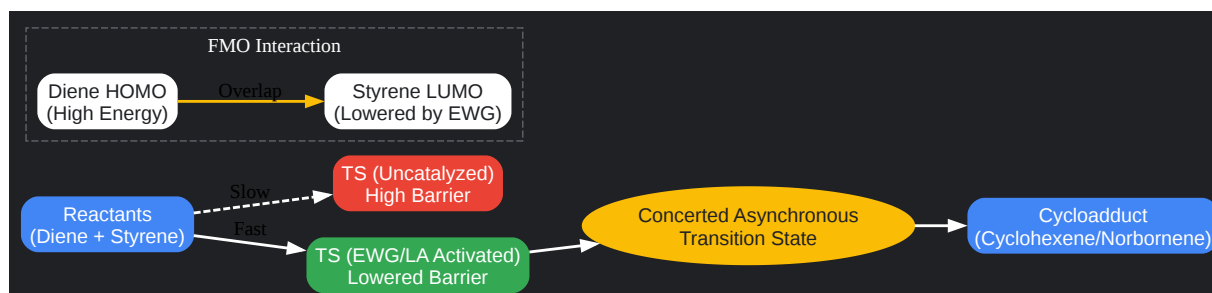 FMO Interaction
Diene HOMO
(High Energy)
Overlap
Styrene LUMO
(Lowered by EWG)
Reactants
(Diene + Styrene)
Slow
Fast
TS (Uncatalyzed)
High Barrier
TS (EWG/LA Activated)
Lowered Barrier
Concerted Asynchronous
Transition State
Cycloadduct
(Cyclohexene/Norbornene)